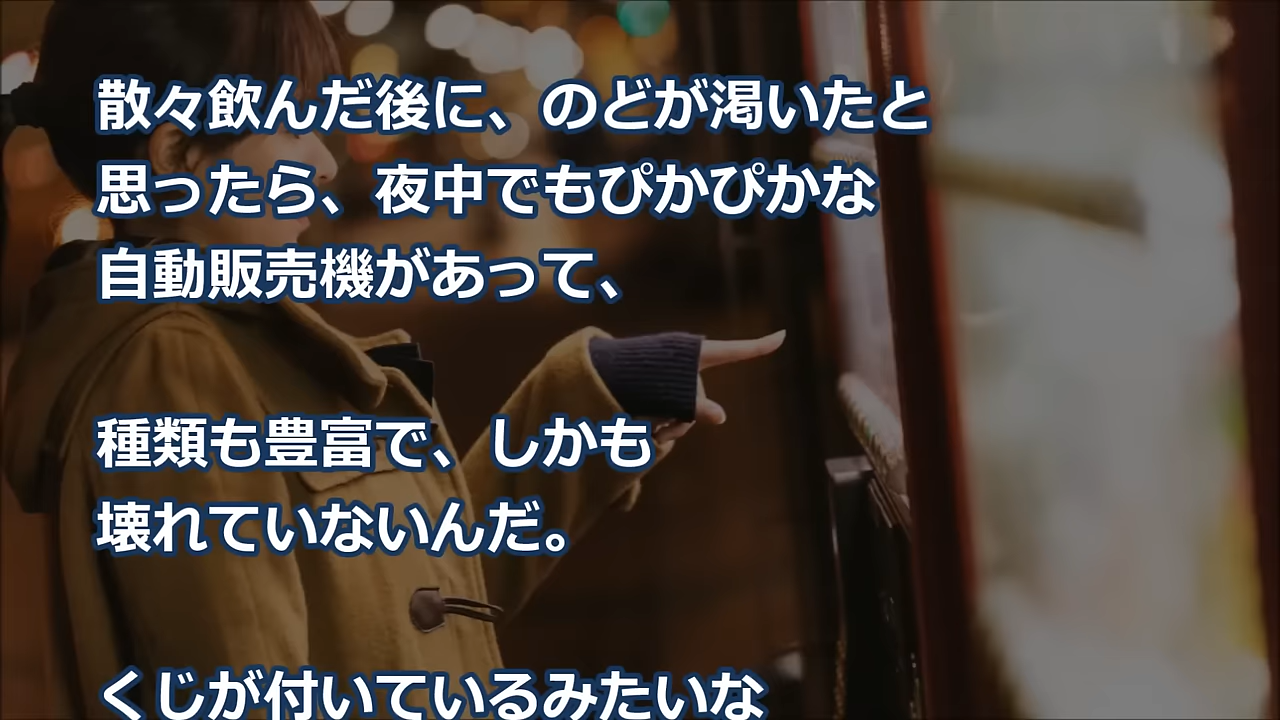 散々飲んだ後に、のどが渇いたと
思ったら、夜中でもぴかぴかな
自動販売機があって、
種類も豊富で、しかも
壊れていないんだ。
くじが付いているみたいな